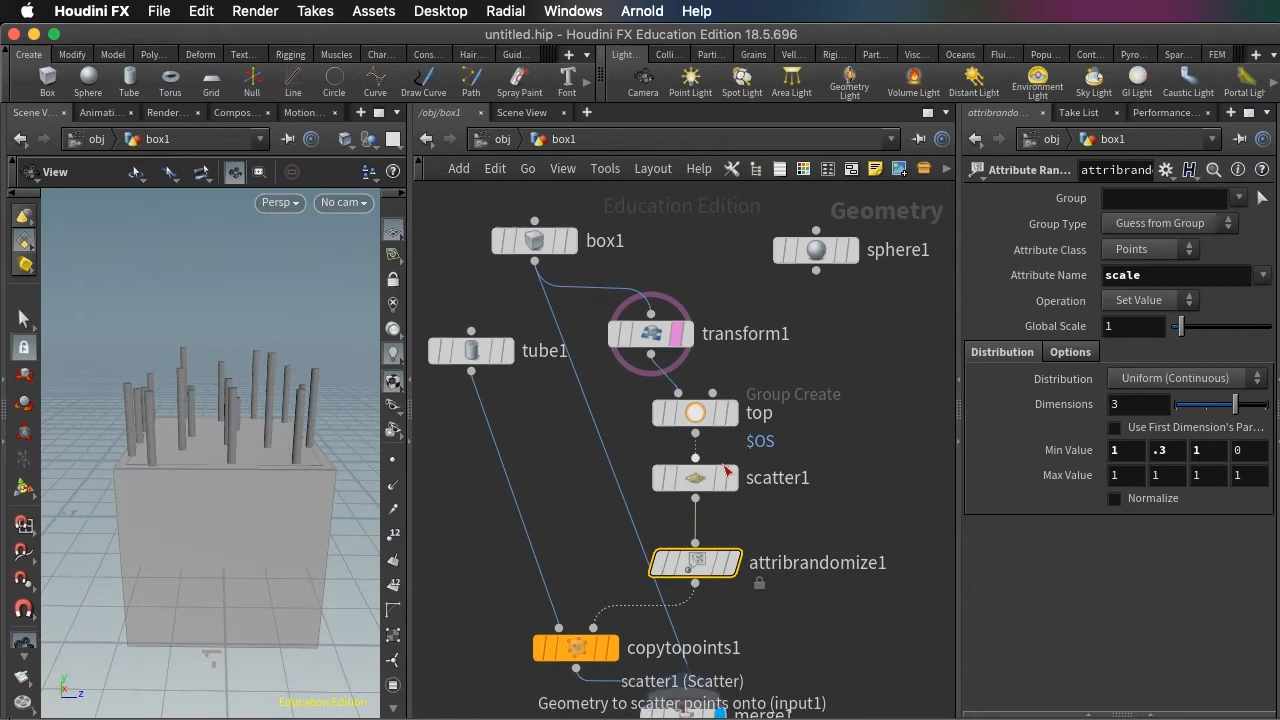 Houdini FX File Edit Render Takes Assets Desktop Radial Windows Arnold Help
untitled.hip - Houdini FX Education Edition 18.5.696
Create Modify Model Poly... Deform Text... Rigging Muscles Char... Cons... Hair... Guid...
Light... Colli... Parti... Grains Vell... Rigi... Part... Visc... Oceans Flui... Popu... Cont... Pyro... Spar... FEM
Box Sphere Tube Torus Grid Null Line Circle Curve Draw Curve Path Spray Paint Font
Camera Point Light Spot Light Area Light Geometry Light Volume Light Distant Light Environment Light Sky Light GI Light Caustic Light Portal Ligh
Scene V... Animati... Render... Compos... Motion...
/obj/box1 Scene View
attribrando... Take List Performance...
obj box1
obj box1
obj box1
View
Add Edit Go View Tools Layout Help
Attribute Ran... attribrand
Persp No cam
Education Edition
Geometry
box1
sphere1
transform1
tube1
Group Create
top
$OS
scatter1
attribrandomize1
copytopoints1
scatter1 (Scatter)
Geometry to scatter points onto (input1)
merge1
12
12
y
x
z
Education Edition
Group
Group Type Guess from Group
Attribute Class Points
Attribute Name scale
Operation Set Value
Global Scale 1
Distribution Options
Distribution Uniform (Continuous)
Dimensions 3
Use First Dimension's Par...
Min Value 1 .3 1 0
Max Value 1 1 1 1
Normalize